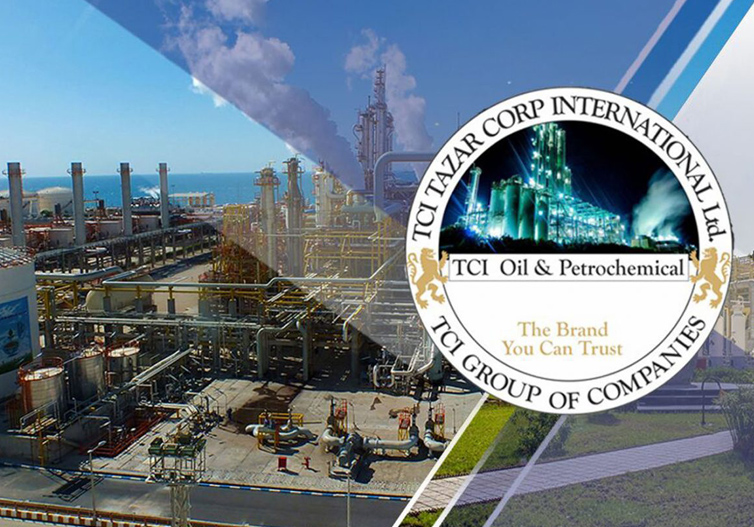 TCI TAZAR CORP INTERNATIONAL Ltd.
TCI Oil & Petrochemical
The Brand
You Can Trust
TCI GROUP OF COMPANIES